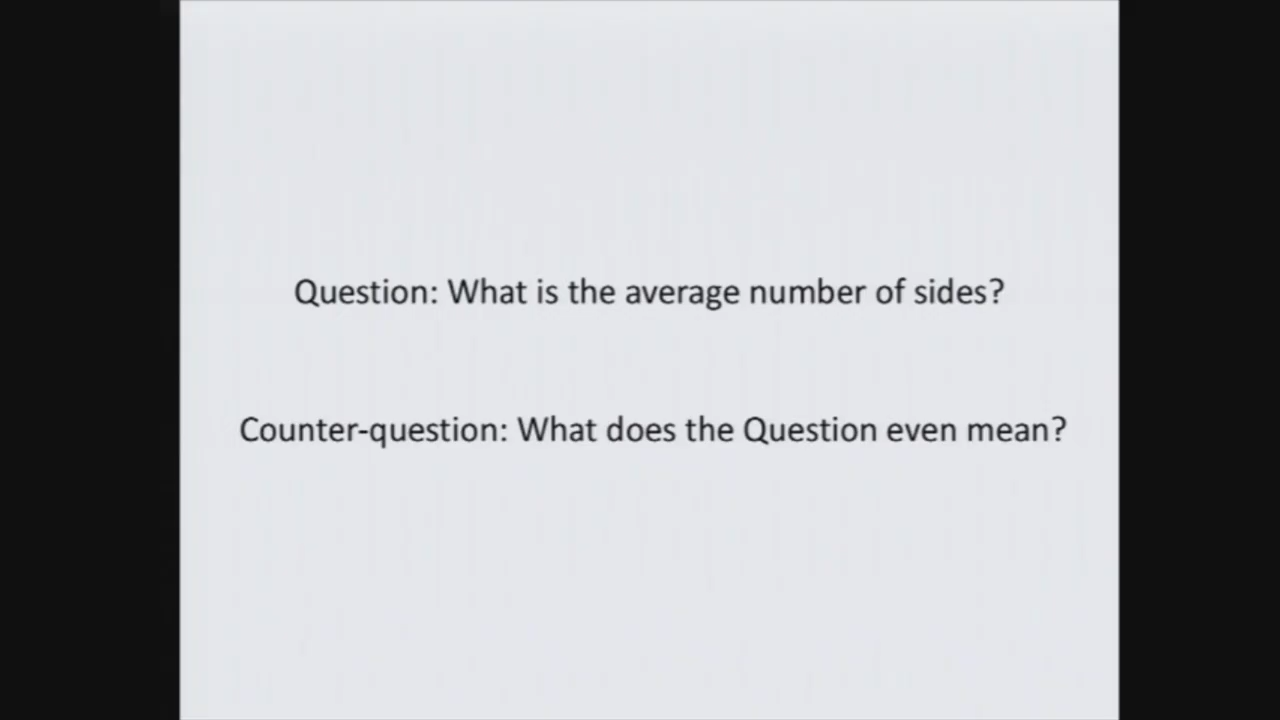 Question: What is the average number of sides?
Counter-question: What does the Question even mean?